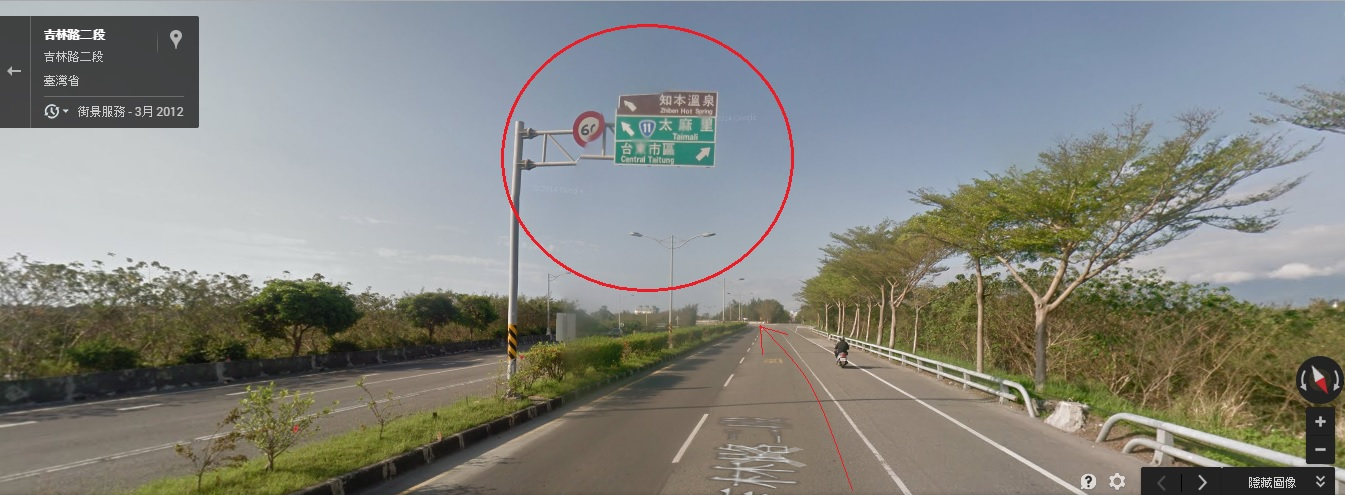 吉林路二段
吉林路二段
臺灣省
街景服務 - 3月 2012
60
知本溫泉
Zhiben Hot Spring
11
太麻里
Taimali
台東市區
Central Taitung
隱藏圖像